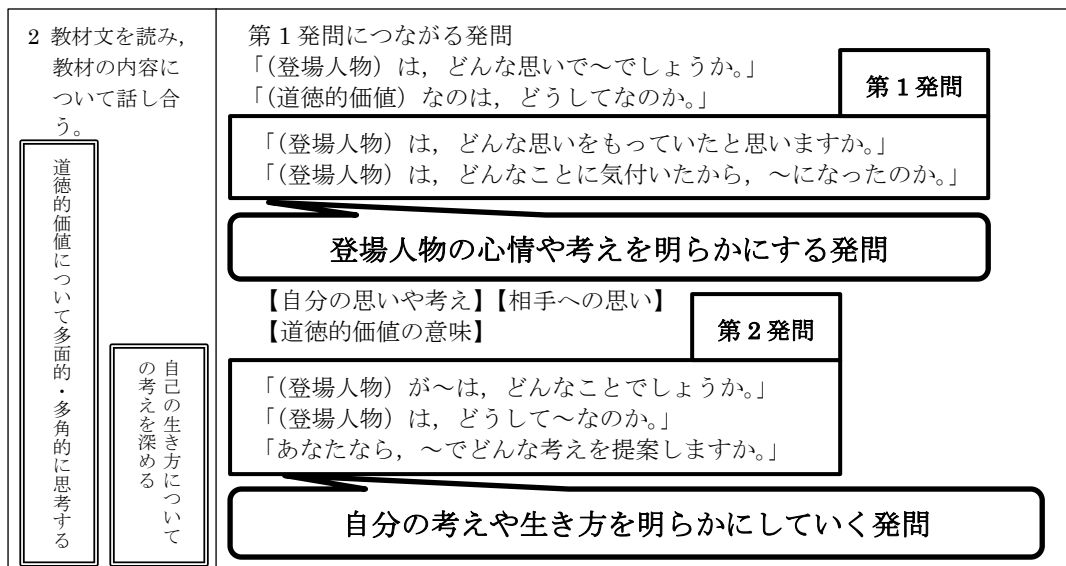 2 教材文を読み，
教材の内容に
ついて話し合
う。
道徳的価値について多面的・多角的に思考する
自己の生き方について
の考えを深める
第1発問につながる発問
「(登場人物）は，どんな思いで～でしょうか。」
「(道徳的価値）なのは，どうしてなのか。」
第1発問
「(登場人物）は，どんな思いをもっていたと思いますか。」
「(登場人物）は，どんなことに気付いたから，～になったのか。」
登場人物の心情や考えを明らかにする発問
【自分の思いや考え】【相手への思い】
【道徳的価値の意味】
第2発問
「(登場人物）が～は，どんなことでしょうか。」
「(登場人物）は，どうして～なのか。」
「あなたなら，～でどんな考えを提案しますか。」
自分の考えや生き方を明らかにしていく発問